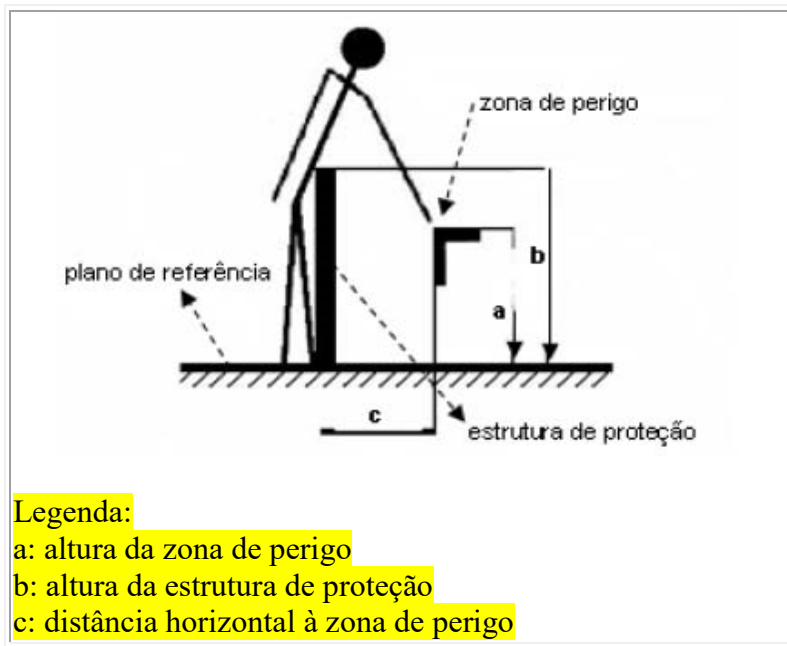 zona de perigo
b
plano de referência
a
c
estrutura de proteção
Legenda:
a: altura da zona de perigo
b: altura da estrutura de proteção
c: distância horizontal à zona de perigo